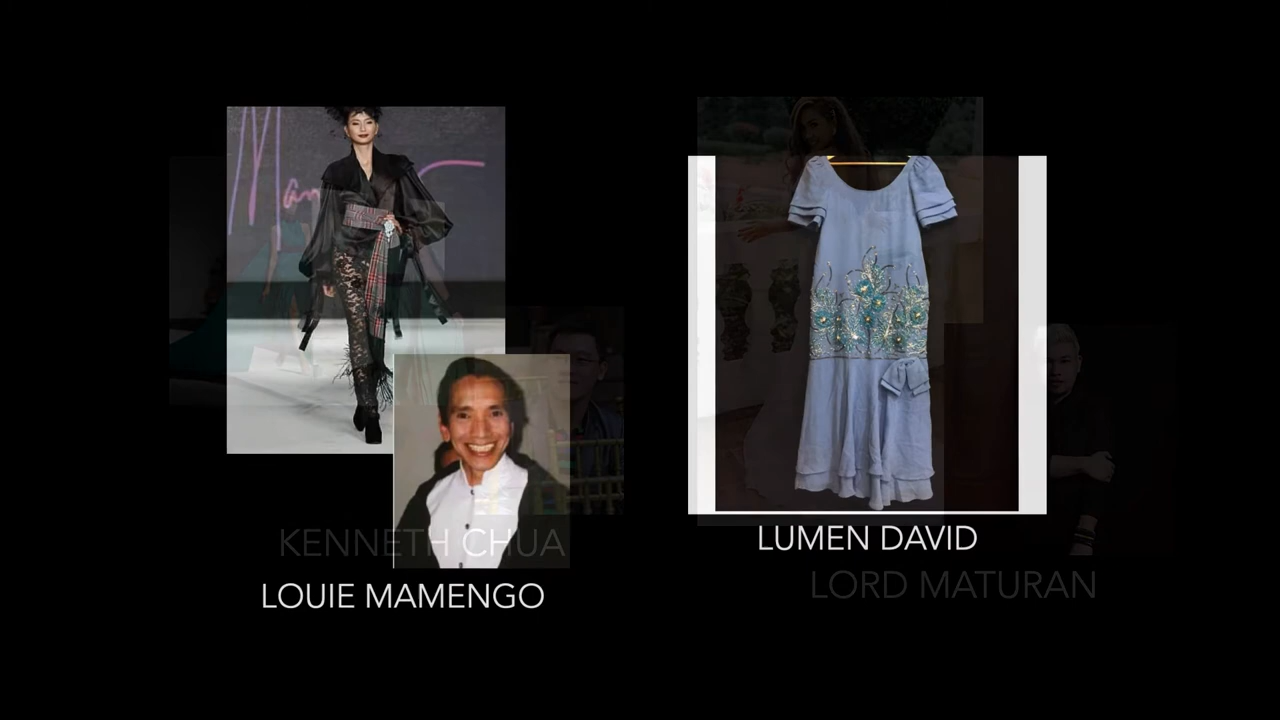 KENNETH CHUA
LOUIE MAMENGO
LUMEN DAVID
LORD MATURAN